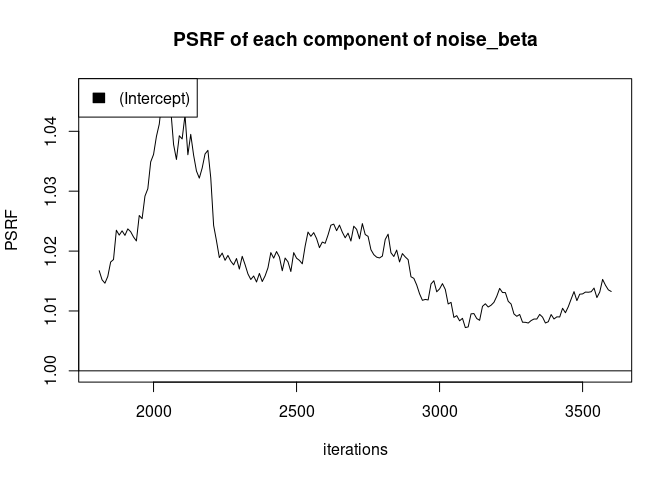 PSRF of each component of noise_beta
(Intercept)
PSRF
1.04
1.03
1.02
1.01
1.00
2000 2500 3000 3500
iterations